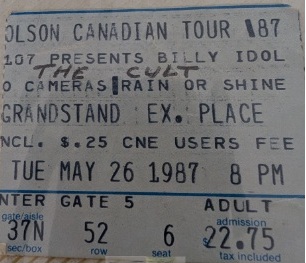 OLSON CANADIAN TOUR '87
107 PRESENTS BILLY IDOL
THE CULT
O CAMERAS RAIN OR SHINE
GRANDSTAND EX. PLACE
NCL. $.25 CNE USERS FEE
TUE MAY 26 1987 8 PM
NTER GATE 5 ADULT
gate/aisle admission
37N 52 6 $22.75
sec/box row seat tax included